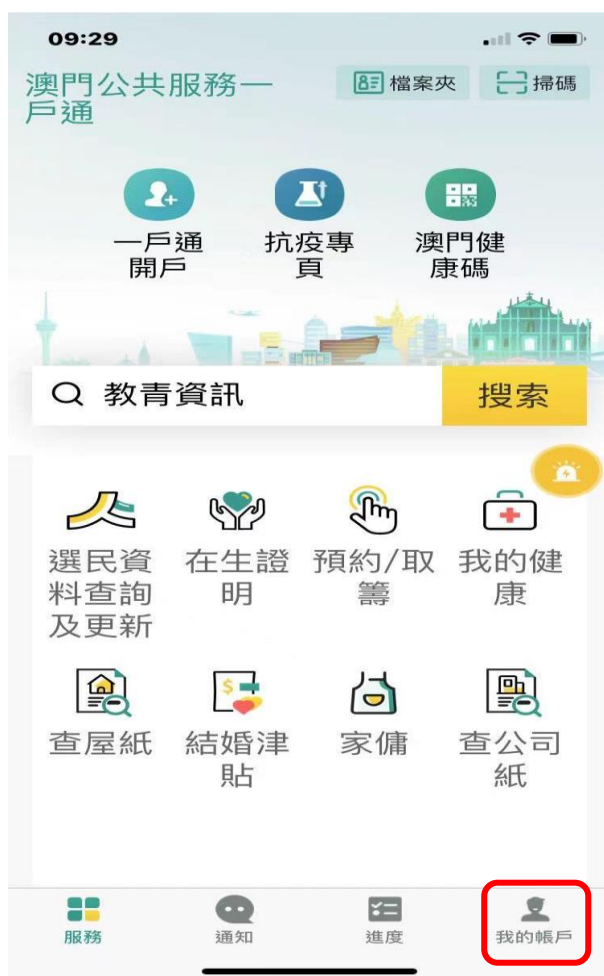 09:29
澳門公共服務一
戶通
檔案夾
掃碼
一戶通
開戶
抗疫專
頁
澳門健
康碼
教青資訊
搜索
選民資
料查詢
及更新
在生證
明
預約/取
籌
我的健
康
查屋紙
結婚津
貼
家傭
查公司
紙
服務
通知
進度
我的帳戶